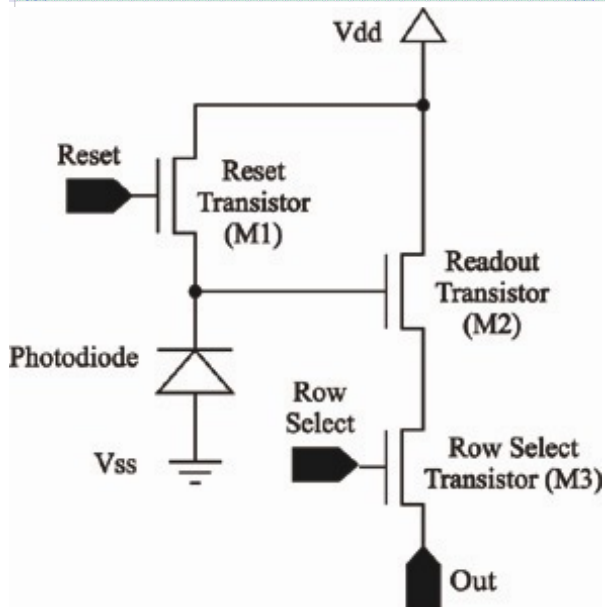 Vdd
Reset
Reset
Transistor
(M1)
Readout
Transistor
(M2)
Photodiode
Row
Select
Vss
Row Select
Transistor (M3)
Out